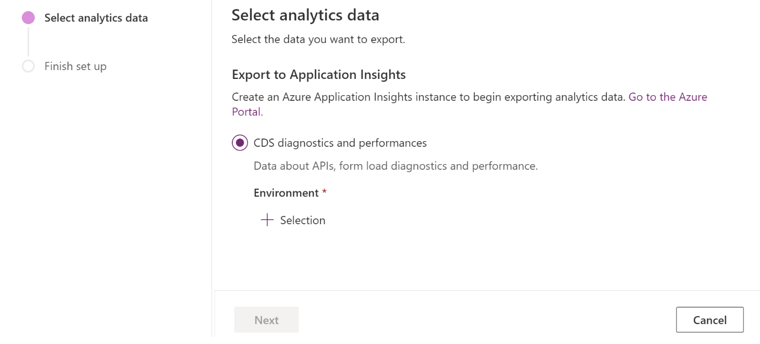 Select analytics data
Finish set up
Select analytics data
Select the data you want to export.
Export to Application Insights
Create an Azure Application Insights instance to begin exporting analytics data. Go to the Azure
Portal.
CDS diagnostics and performances
Data about APIs, form load diagnostics and performance.
Environment *
Selection
Next
Cancel